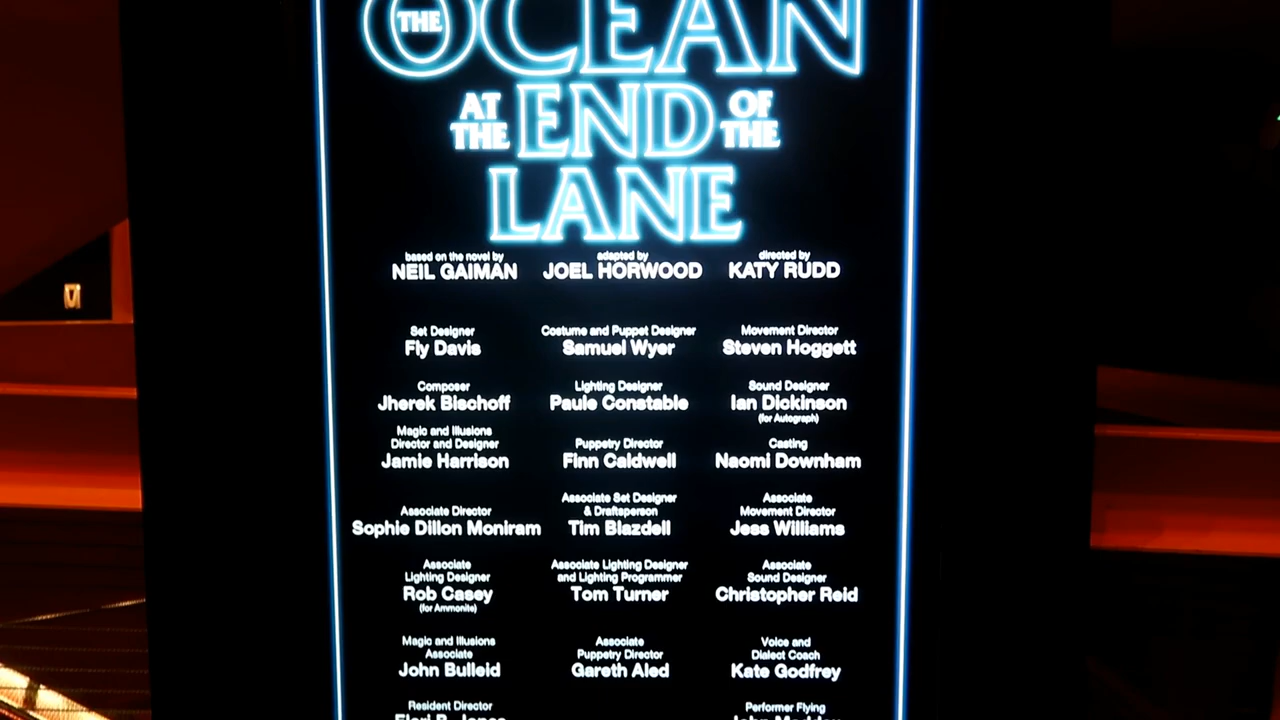 THE OCEAN
AT THE END OF THE
LANE
based on the novel by
NEIL GAIMAN
adapted by
JOEL HORWOOD
directed by
KATY RUDD
Set Designer
Fly Davis
Costume and Puppet Designer
Samuel Wyer
Movement Director
Steven Hoggett
Composer
Jherek Bischoff
Lighting Designer
Paule Constable
Sound Designer
Ian Dickinson
(for Autograph)
Magic and Illusions
Director and Designer
Jamie Harrison
Puppetry Director
Finn Caldwell
Casting
Naomi Downham
Associate Director
Sophie Dillon Moniram
Associate Set Designer
& Draftsperson
Tim Blazdell
Associate
Movement Director
Jess Williams
Associate
Lighting Designer
Rob Casey
(for Ammonite)
Associate Lighting Designer
and Lighting Programmer
Tom Turner
Associate
Sound Designer
Christopher Reid
Magic and Illusions
Associate
John Bulleid
Associate
Puppetry Director
Gareth Aled
Voice and
Dialect Coach
Kate Godfrey
Resident Director
Performer Flying